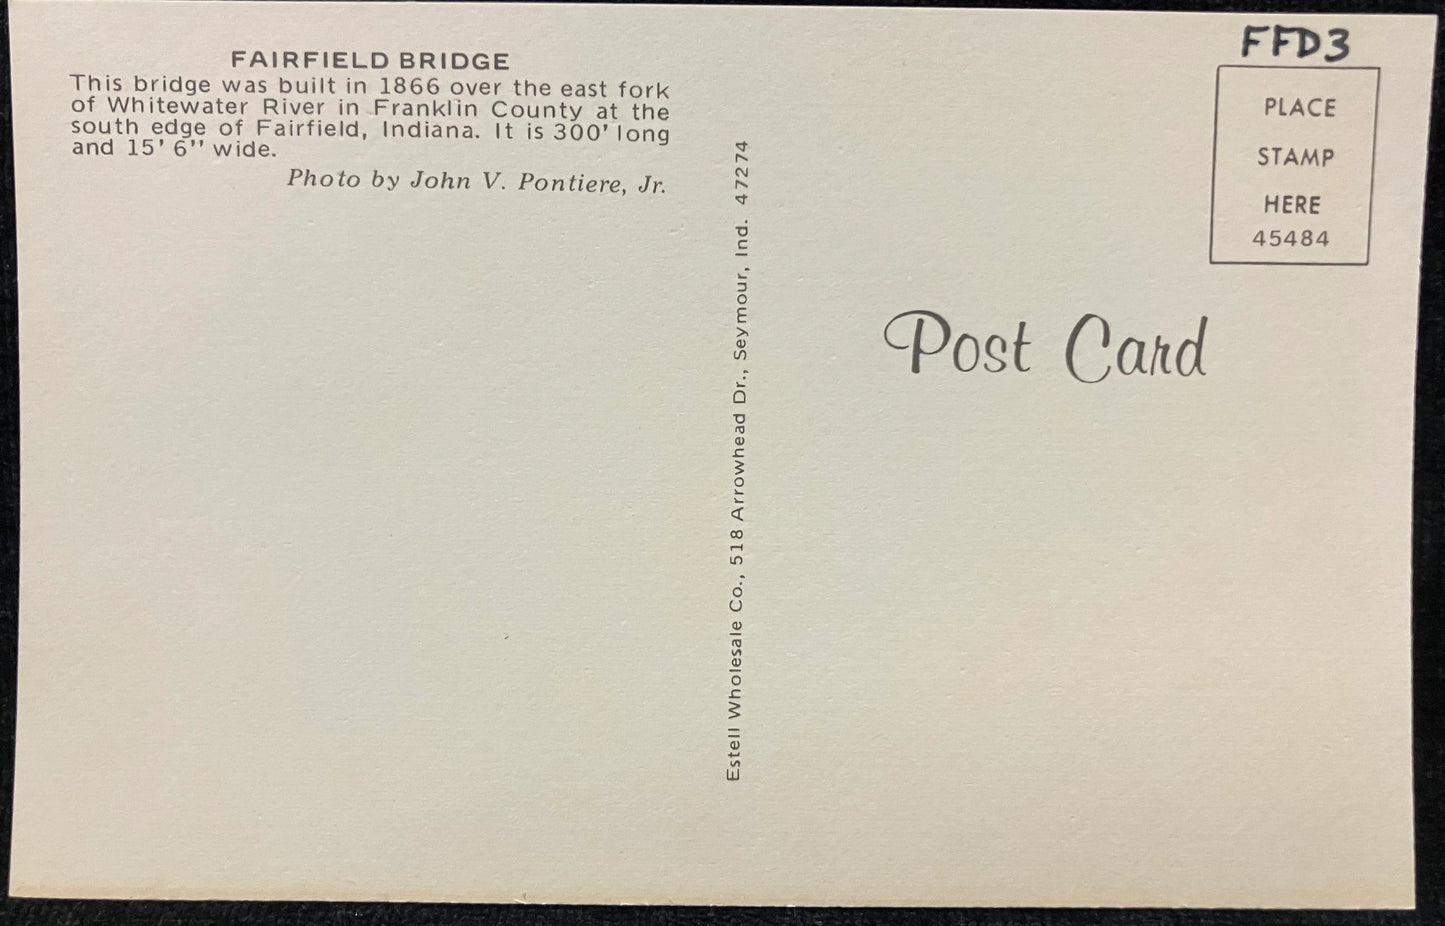 FAIRFIELD BRIDGE
This bridge was built in 1866 over the east fork
of Whitewater River in Franklin County at the
south edge of Fairfield, Indiana. It is 300' long
and 15' 6'' wide.
Photo by John V. Pontiere, Jr.
Estell Wholesale Co., 518 Arrowhead Dr., Seymour, Ind. 47274
FFD3
PLACE
STAMP
HERE
45484
Post Card